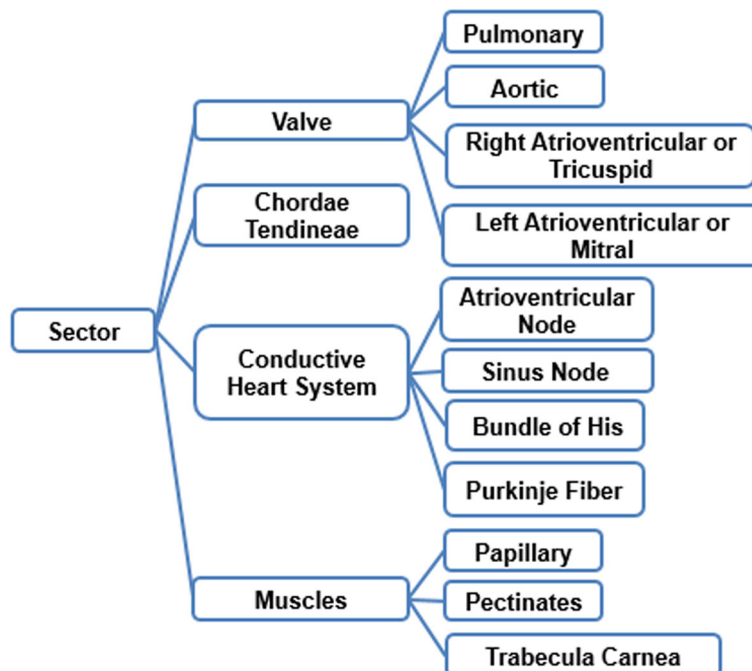 Sector
Valve
Pulmonary
Aortic
Right Atrioventricular or
Tricuspid
Left Atrioventricular or
Mitral
Chordae
Tendineae
Conductive
Heart System
Atrioventricular
Node
Sinus Node
Bundle of His
Purkinje Fiber
Muscles
Papillary
Pectinates
Trabecula Carnea